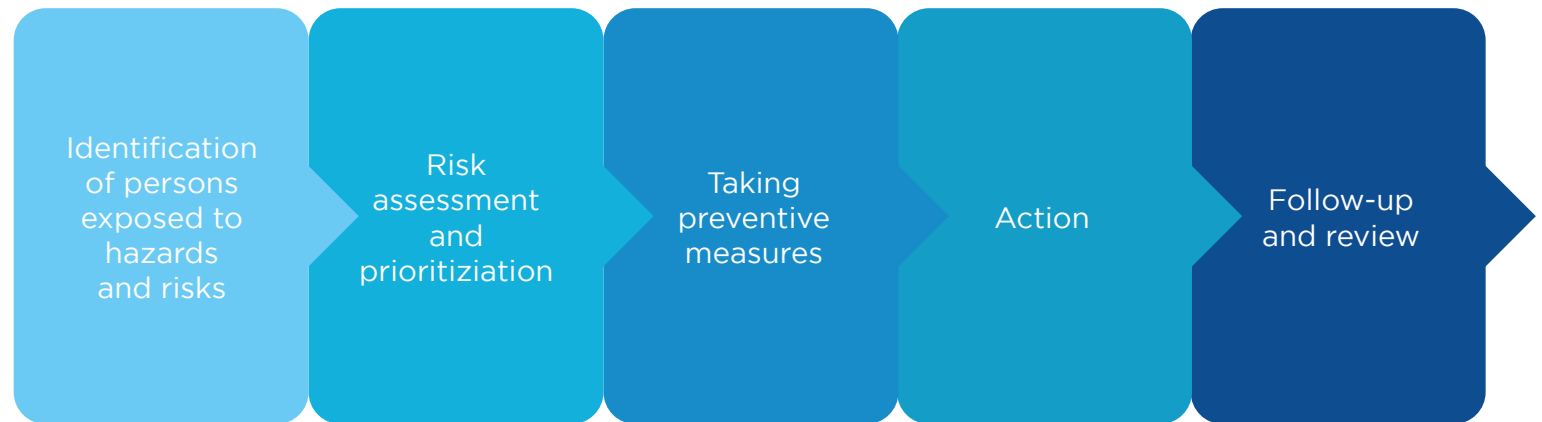 Identification
of persons
exposed to
hazards
and risks
Risk
assessment
and
prioritiziation
Taking
preventive
measures
Action
Follow-up
and review